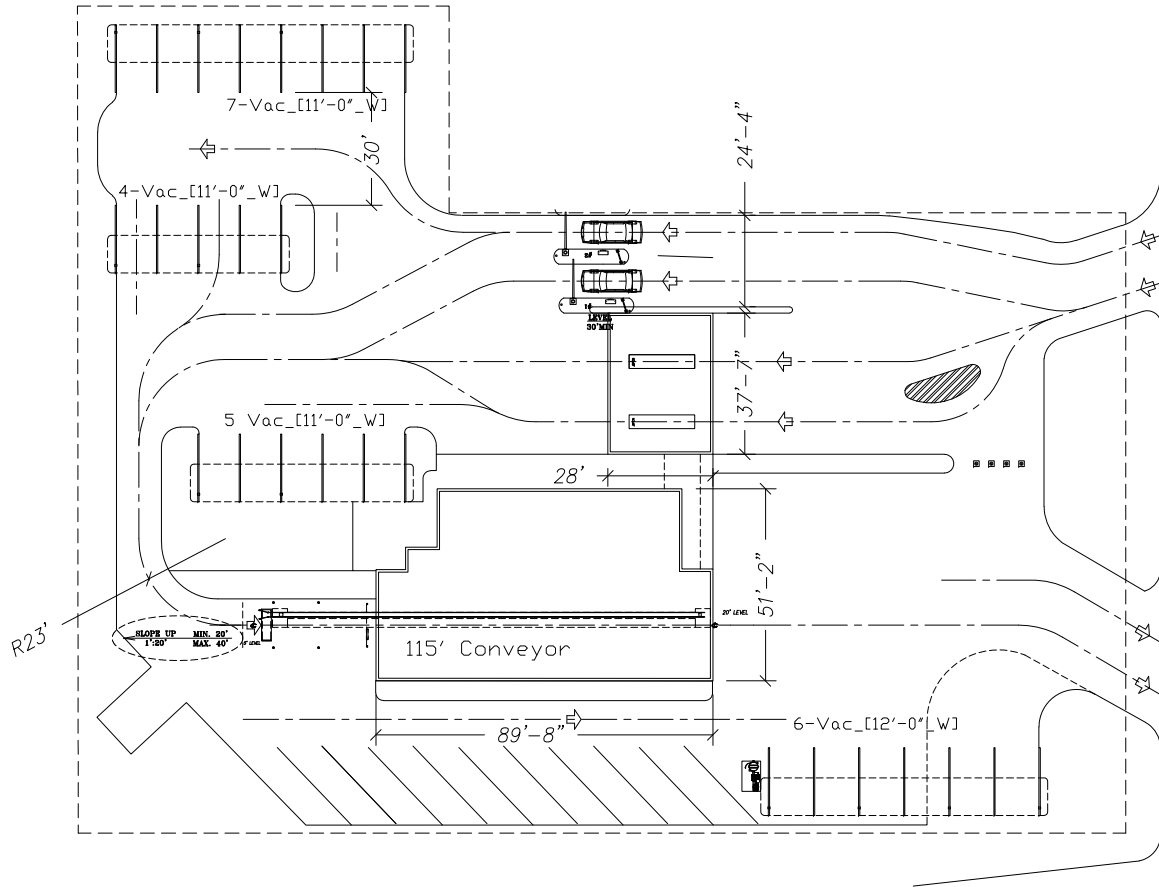 7-Vac_[11'-0"_W]
24'-4"
30'
4-Vac_[11'-0"_W]
LEVEL
30'MIN
37'-7"
5 Vac_[11'-0"_W]
28'
51'-2"
R23'
20' LEVEL
SLOPE UP MIN. 20'
1':20' MAX. 40'
115' Conveyor
6-Vac_[12'-0"_W]
89'-8"